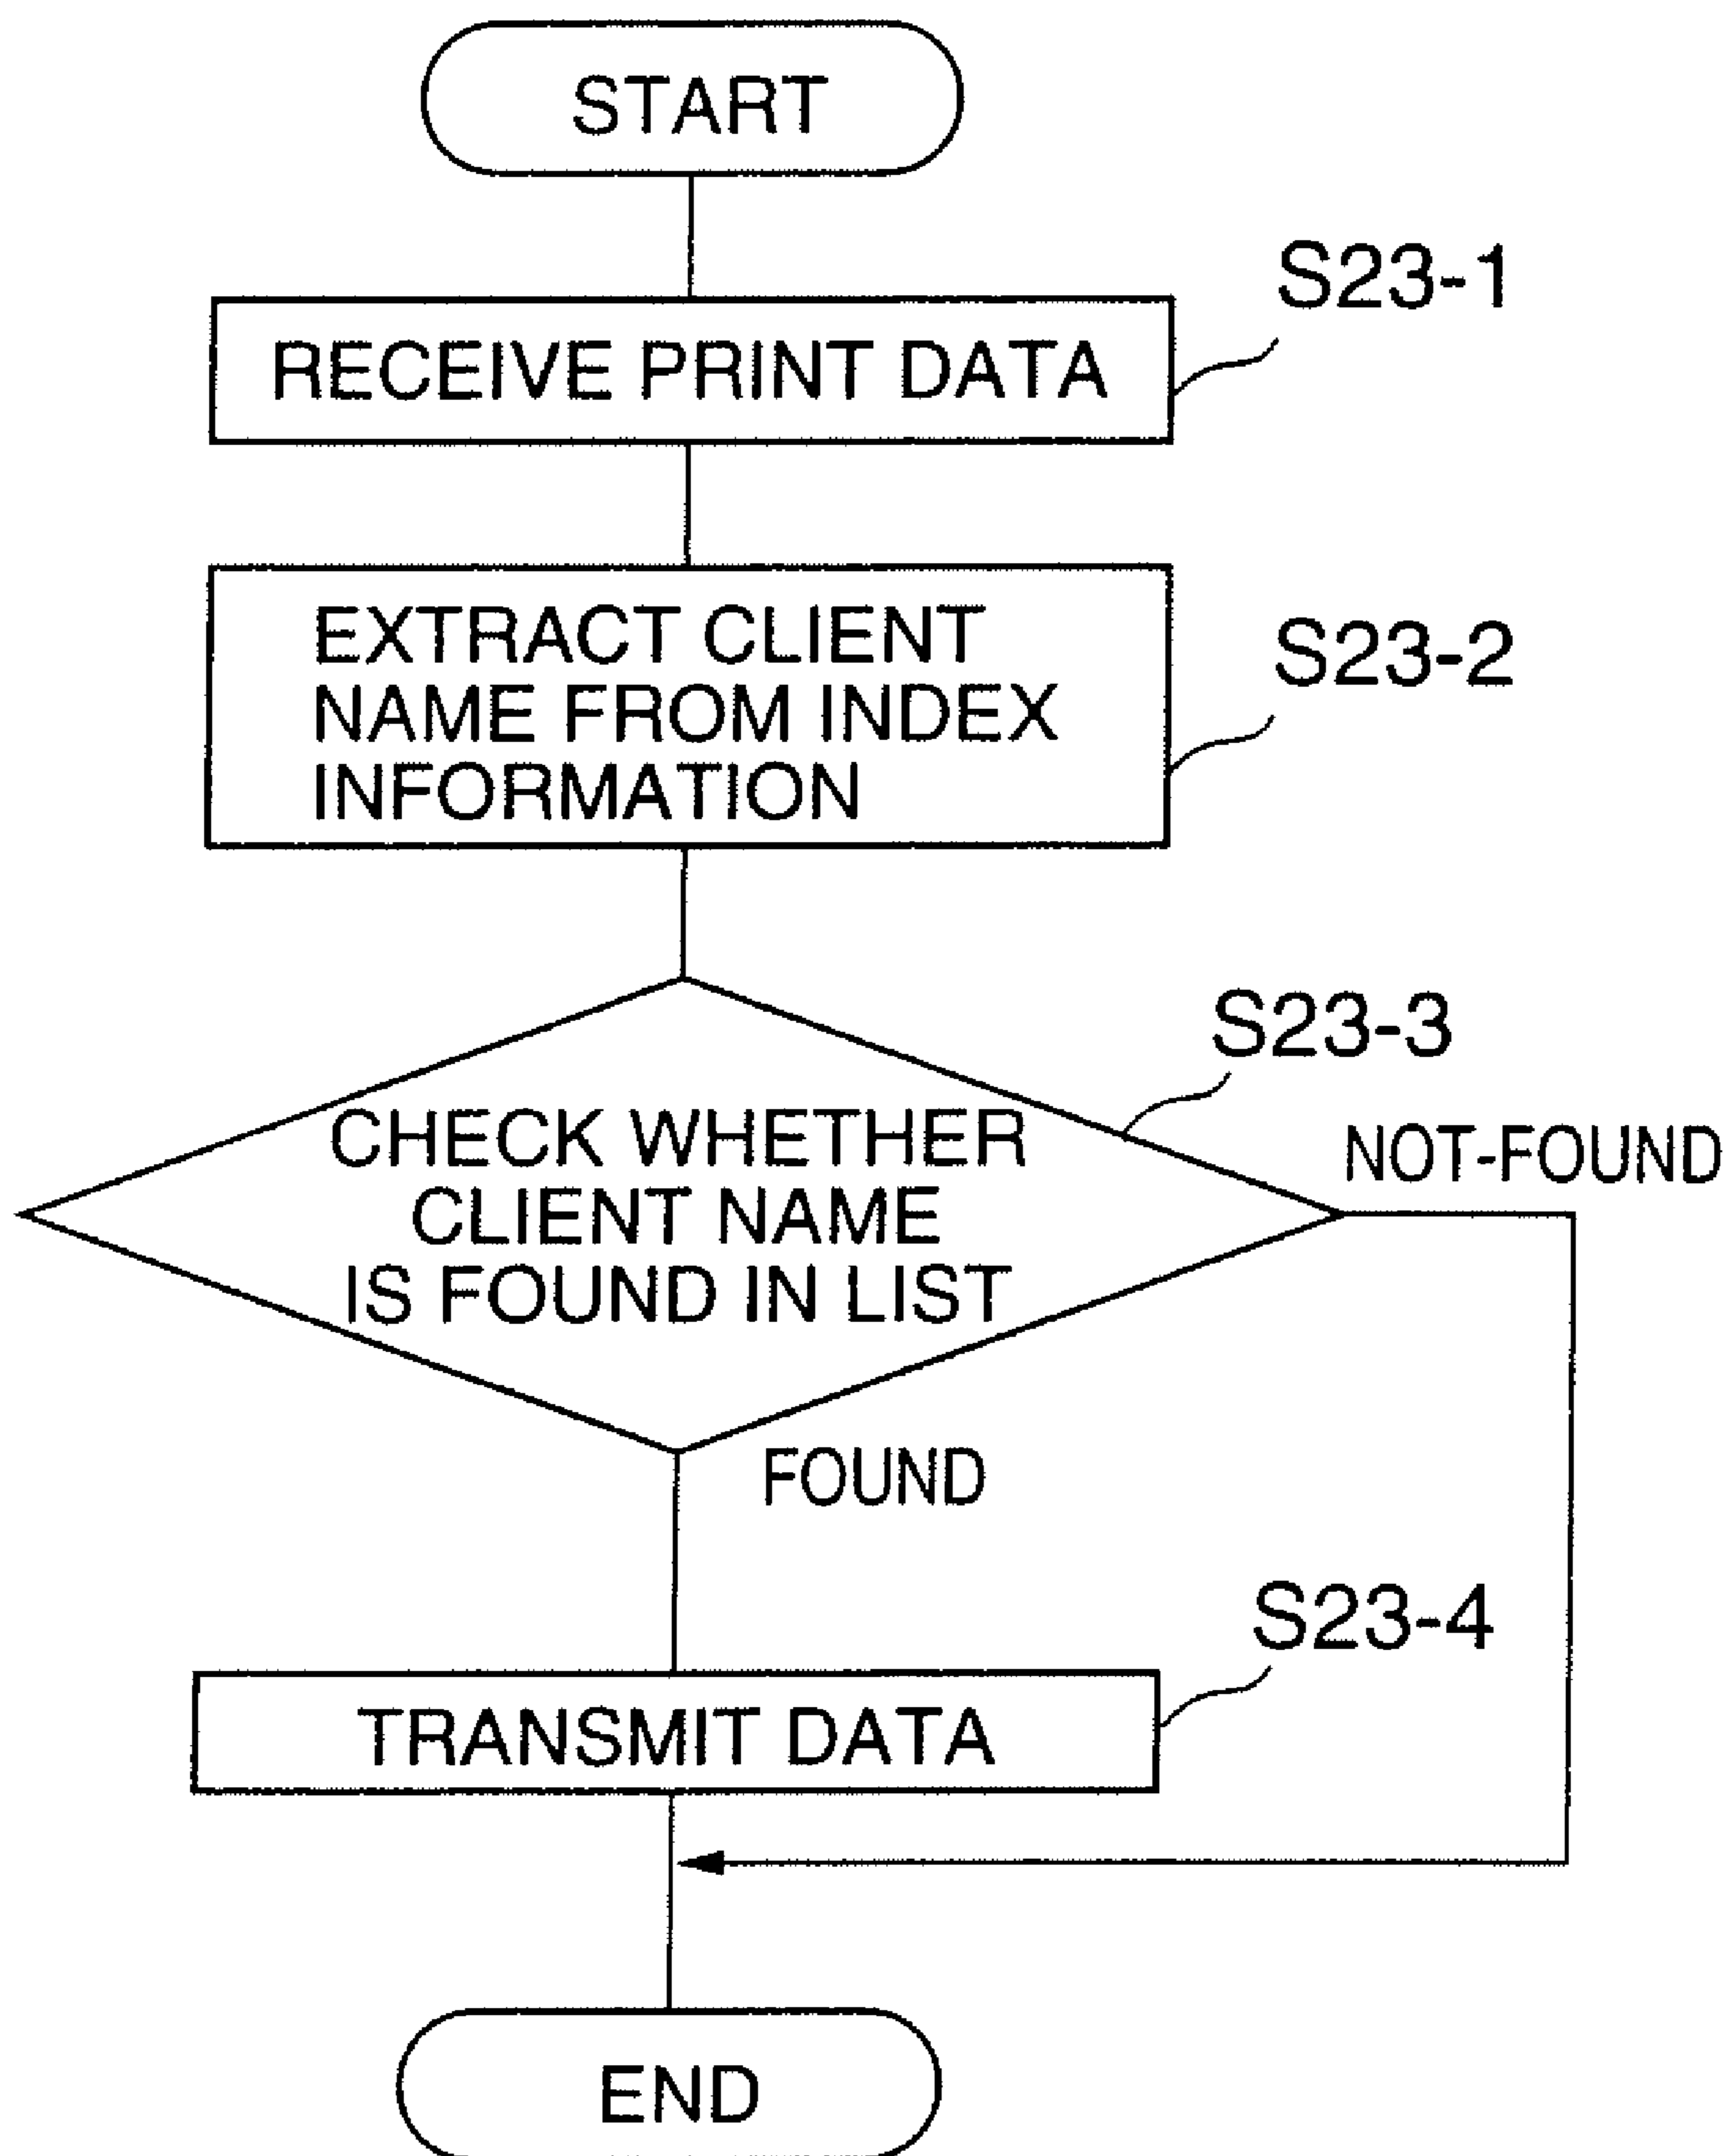 START
S23-1
RECEIVE PRINT DATA
EXTRACT CLIENT
NAME FROM INDEX
INFORMATION
S23-2
S23-3
CHECK WHETHER
CLIENT NAME
IS FOUND IN LIST
NOT-FOUND
FOUND
S23-4
TRANSMIT DATA
END